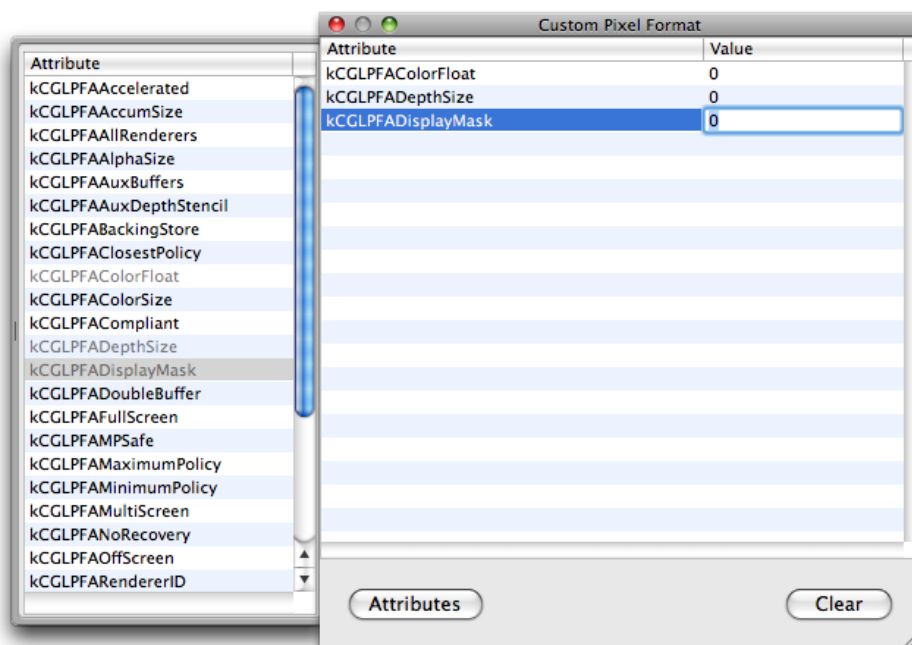 Custom Pixel Format
Attribute
kCGLPFAAccelerated
kCGLPFAAccumSize
kCGLPFAAllRenderers
kCGLPFAAlphaSize
kCGLPFAAuxBuffers
kCGLPFAAuxDepthStencil
kCGLPFABackingStore
kCGLPFAClosestPolicy
kCGLPFAColorFloat
kCGLPFAColorSize
kCGLPFACompliant
kCGLPFADepthSize
kCGLPFADisplayMask
kCGLPFADoubleBuffer
kCGLPFAFullScreen
kCGLPFAMPSafe
kCGLPFAMaximumPolicy
kCGLPFAMinimumPolicy
kCGLPFAMultiScreen
kCGLPFANoRecovery
kCGLPFAOffScreen
kCGLPFARendererID
Attribute Value
kCGLPFAColorFloat 0
kCGLPFADepthSize 0
kCGLPFADisplayMask 0
Attributes Clear